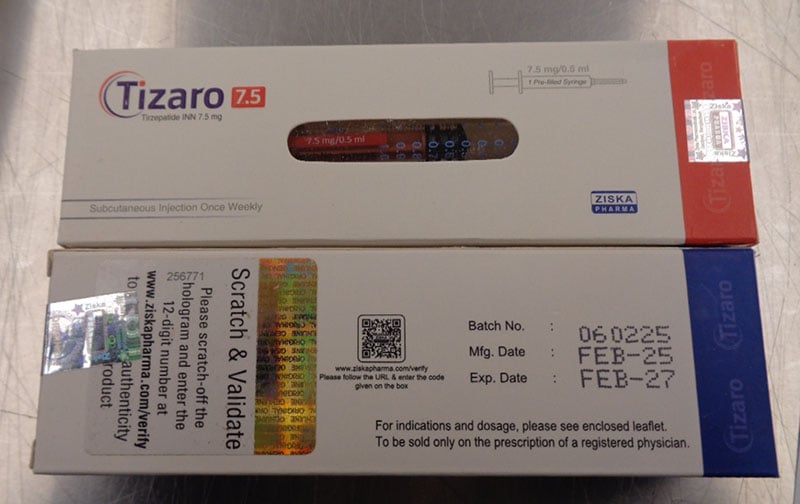 Tizaro 7.5
Tirzepatide INN 7.5 mg
7.5 mg/0.5 ml
1 Pre-filled Syringe
7.5 mg/0.5 ml
Subcutaneous Injection Once Weekly
ZISKA
PHARMA
Tizaro
Ziska
ZISKA
Scratch & Validate
256771
Please scratch-off the
hologram and enter the
12-digit number at
www.ziskapharma.com/verify
to
authenticity
product
Ziska
www.ziskapharma.com/verify
Please follow the URL & enter the code
given on the box
Batch No. : 060225
Mfg. Date : FEB-25
Exp. Date : FEB-27
For indications and dosage, please see enclosed leaflet.
To be sold only on the prescription of a registered physician.
Tizaro